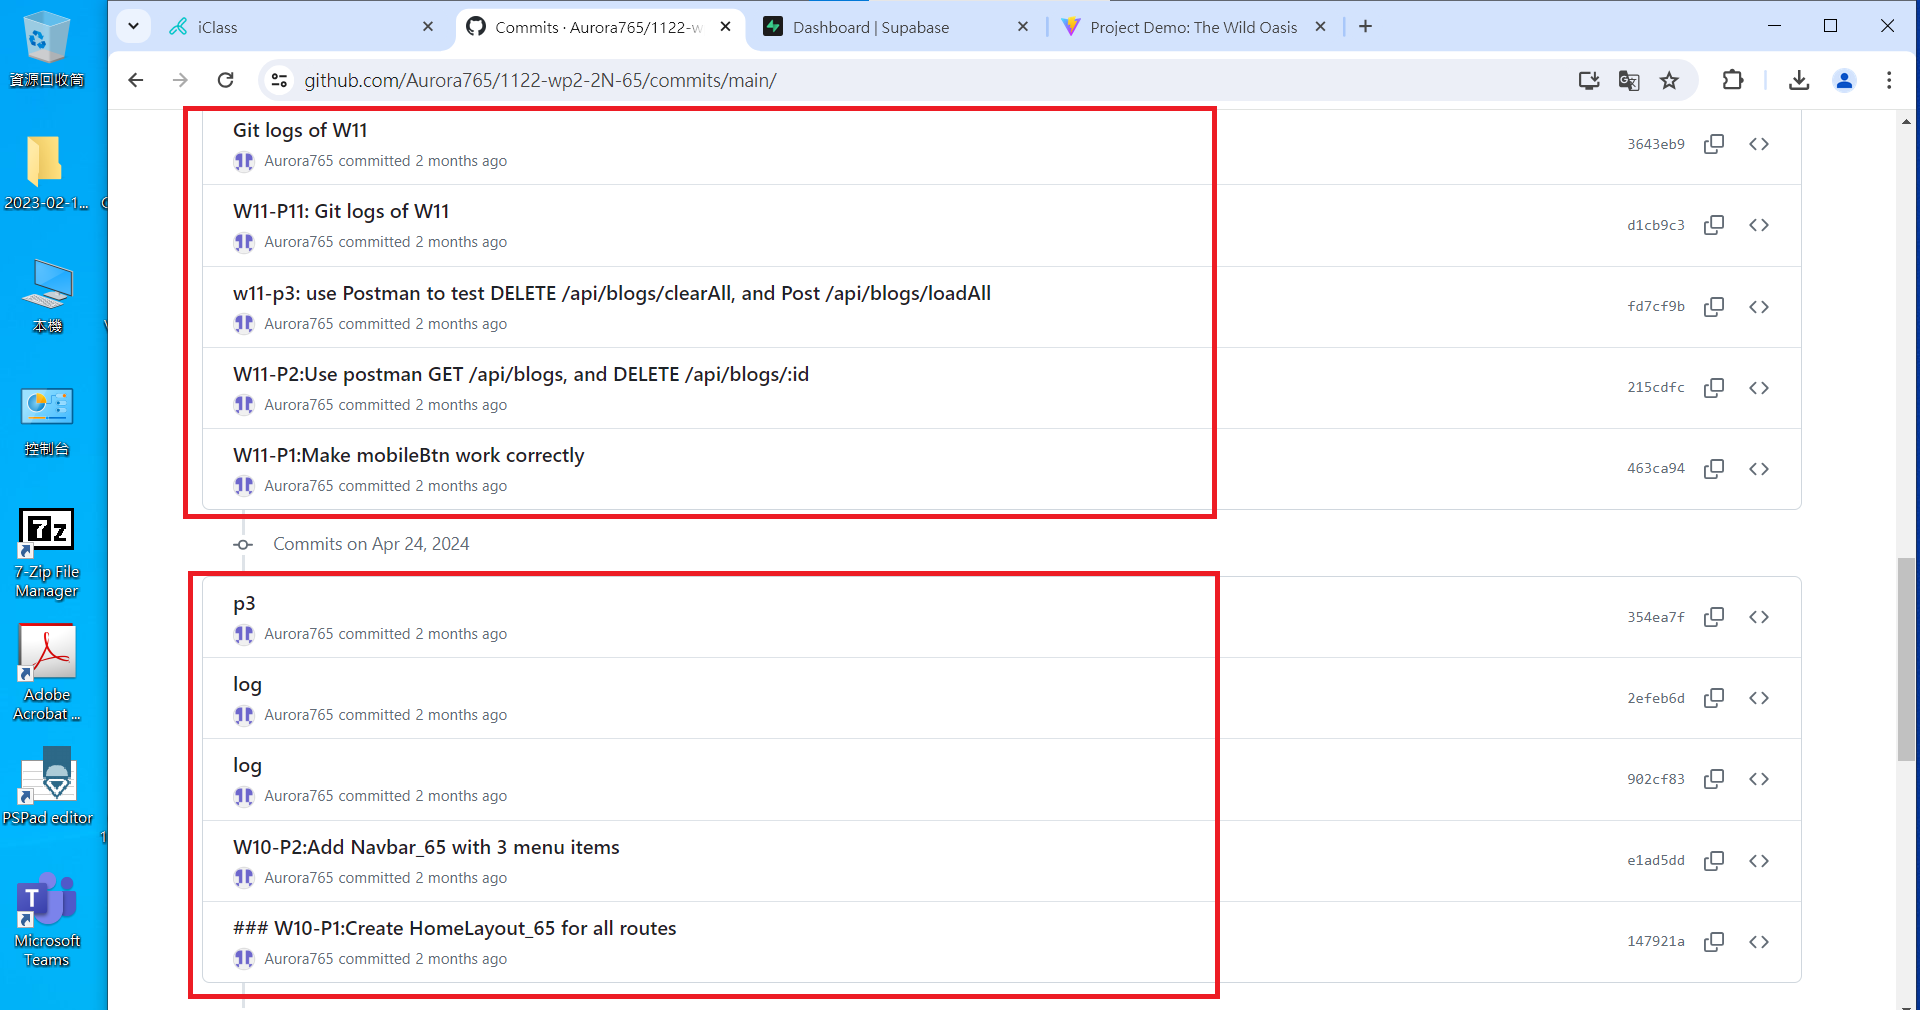 iClass
Commits · Aurora765/1122-w
Dashboard | Supabase
Project Demo: The Wild Oasis
github.com/Aurora765/1122-wp2-2N-65/commits/main/
資源回收筒
2023-02-1...
本機
控制台
7z
7-Zip File
Manager
Adobe
Acrobat ...
PSPad editor
T
Microsoft
Teams
Git logs of W11
Aurora765 committed 2 months ago
3643eb9
W11-P11: Git logs of W11
Aurora765 committed 2 months ago
d1cb9c3
w11-p3: use Postman to test DELETE /api/blogs/clearAll, and Post /api/blogs/loadAll
Aurora765 committed 2 months ago
fd7cf9b
W11-P2:Use postman GET /api/blogs, and DELETE /api/blogs/:id
Aurora765 committed 2 months ago
215cdfc
W11-P1:Make mobileBtn work correctly
Aurora765 committed 2 months ago
463ca94
Commits on Apr 24, 2024
p3
Aurora765 committed 2 months ago
354ea7f
log
Aurora765 committed 2 months ago
2efeb6d
log
Aurora765 committed 2 months ago
902cf83
W10-P2:Add Navbar_65 with 3 menu items
Aurora765 committed 2 months ago
e1ad5dd
### W10-P1:Create HomeLayout_65 for all routes
Aurora765 committed 2 months ago
147921a